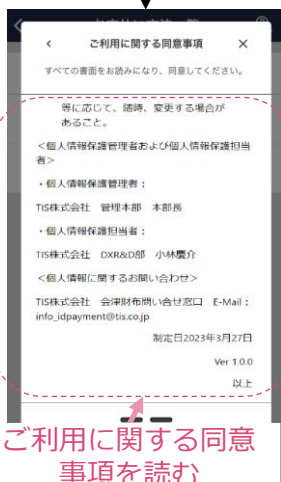 ご利用に関する同意事項
すべての書面をお読みになり、同意してください。
等に応じて、随時、変更する場合が
あること。
<個人情報保護管理者および個人情報保護担当
者>
・個人情報保護管理者：
TIS株式会社　管理本部　本部長
・個人情報保護担当者：
TIS株式会社　DXR&D部　小林慶介
<個人情報に関するお問い合わせ>
TIS株式会社　会津財布問い合せ窓口　E-Mail：
info_idpayment@tis.co.jp
制定日2023年3月27日
Ver 1.0.0
以上
ご利用に関する同意
事項を読む